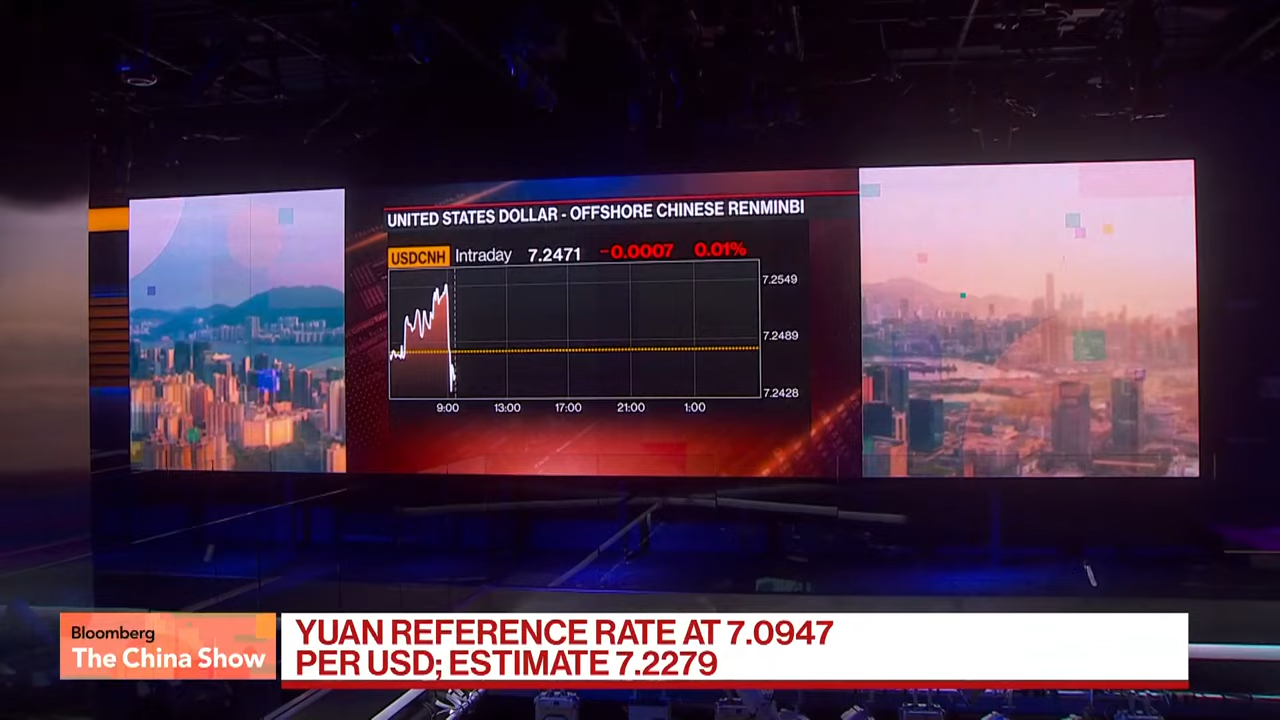 UNITED STATES DOLLAR - OFFSHORE CHINESE RENMINBI
USDCNH Intraday 7.2471 -0.0007 0.01%
7.2549
7.2489
7.2428
9:00 13:00 17:00 21:00 1:00
Bloomberg
The China Show
YUAN REFERENCE RATE AT 7.0947
PER USD; ESTIMATE 7.2279